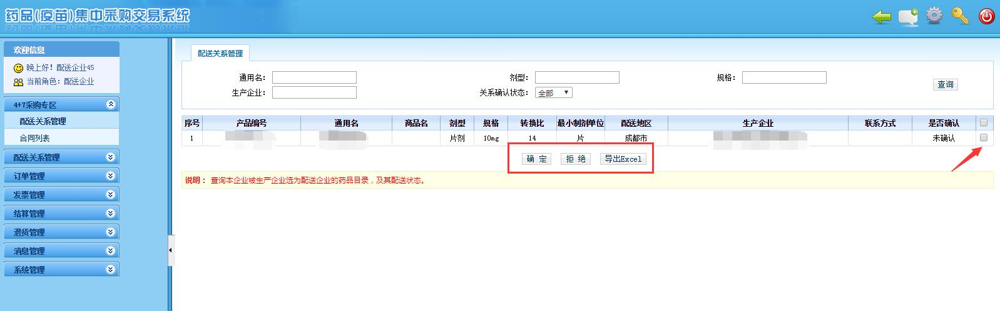 药品(疫苗)集中采购交易系统
欢迎信息
晚上好！配送企业45
当前角色：配送企业
4+7采购专区
配送关系管理
合同列表
配送关系管理
订单管理
发票管理
结算管理
退货管理
消息管理
系统管理
配送关系管理
通用名： 剂型： 规格：
生产企业： 关系确认状态： 全部 查询
序号 产品编号 通用名 商品名 剂型 规格 转换比 最小制剂单位 配送地区 生产企业 联系方式 是否确认
1 片剂 10mg 14 片 成都市 未确认
确 定 拒 绝 导出Excel
说明： 查询本企业被生产企业选为配送企业的药品目录，及其配送状态。